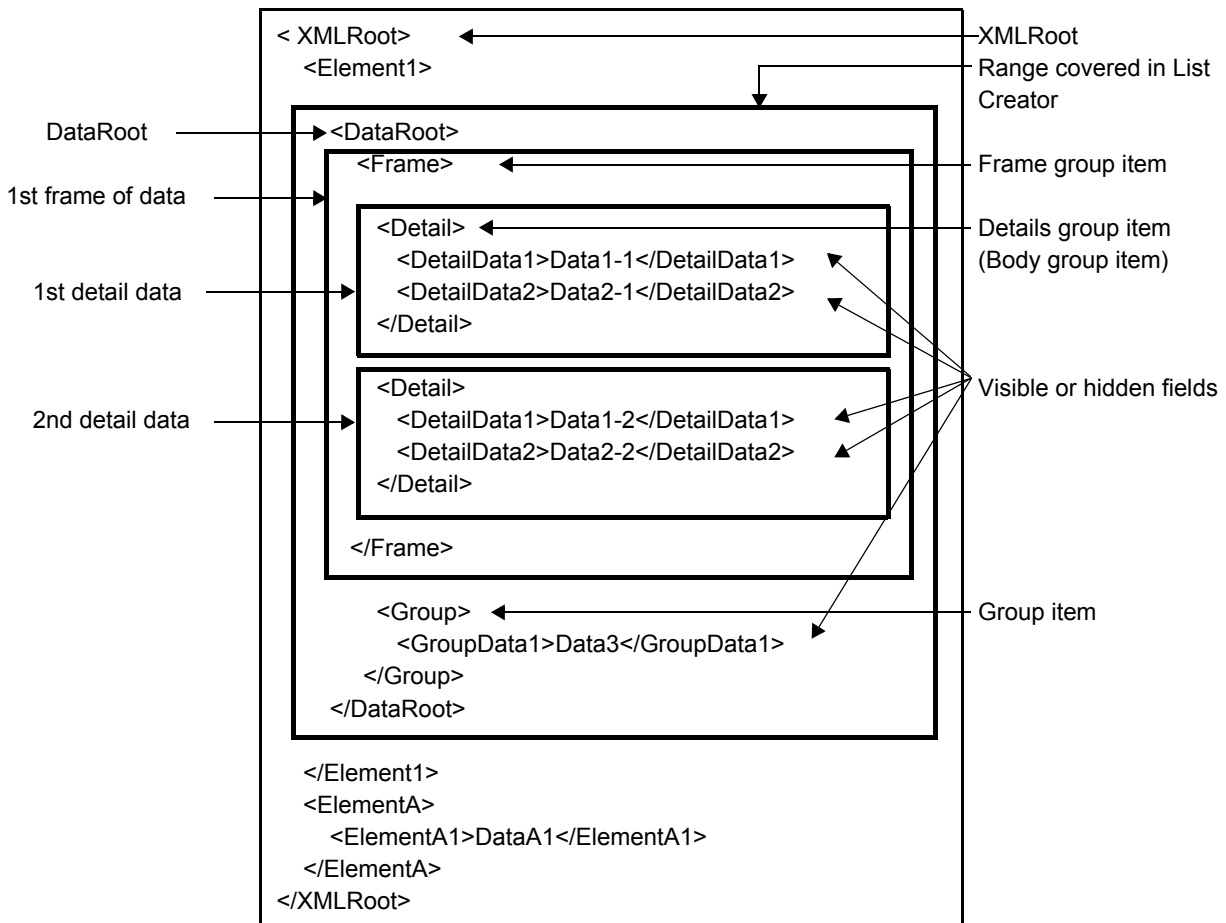 < XMLRoot>
XMLRoot
<Element1>
Range covered in List
Creator
DataRoot
<DataRoot>
<Frame>
Frame group item
1st frame of data
<Detail>
Details group item
(Body group item)
<DetailData1>Data1-1</DetailData1>
1st detail data
<DetailData2>Data2-1</DetailData2>
</Detail>
<Detail>
Visible or hidden fields
2nd detail data
<DetailData1>Data1-2</DetailData1>
<DetailData2>Data2-2</DetailData2>
</Detail>
</Frame>
<Group>
Group item
<GroupData1>Data3</GroupData1>
</Group>
</DataRoot>
</Element1>
<ElementA>
<ElementA1>DataA1</ElementA1>
</ElementA>
</XMLRoot>